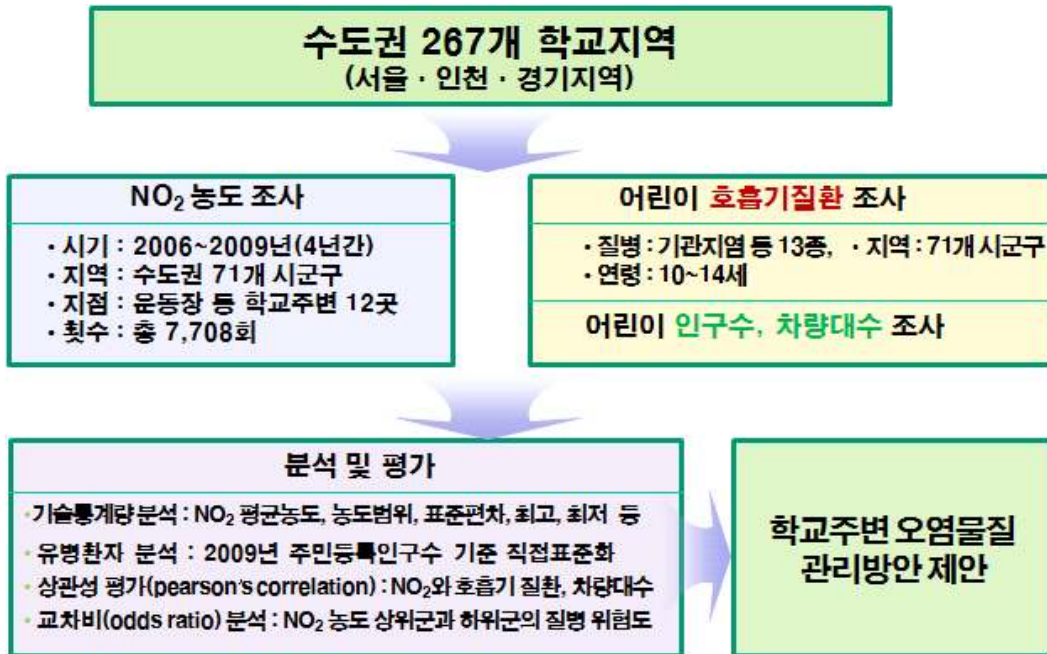 수도권 267개 학교지역
(서울 · 인천 · 경기지역)
NO₂ 농도 조사
· 시기 : 2006~2009년(4년간)
· 지역 : 수도권 71개 시군구
· 지점 : 운동장 등 학교주변 12곳
· 횟수 : 총 7,708회
어린이 호흡기질환 조사
· 질병 : 기관지염 등 13종, · 지역 : 71개 시군구
· 연령 : 10~14세
어린이 인구수, 차량대수 조사
분석 및 평가
· 기술통계량 분석 : NO₂ 평균농도, 농도범위, 표준편차, 최고, 최저 등
· 유병환자 분석 : 2009년 주민등록인구수 기준 직접표준화
· 상관성 평가(pearson's correlation) : NO₂와 호흡기 질환, 차량대수
· 교차비(odds ratio) 분석 : NO₂ 농도 상위군과 하위군의 질병 위험도
학교주변 오염물질
관리방안 제안